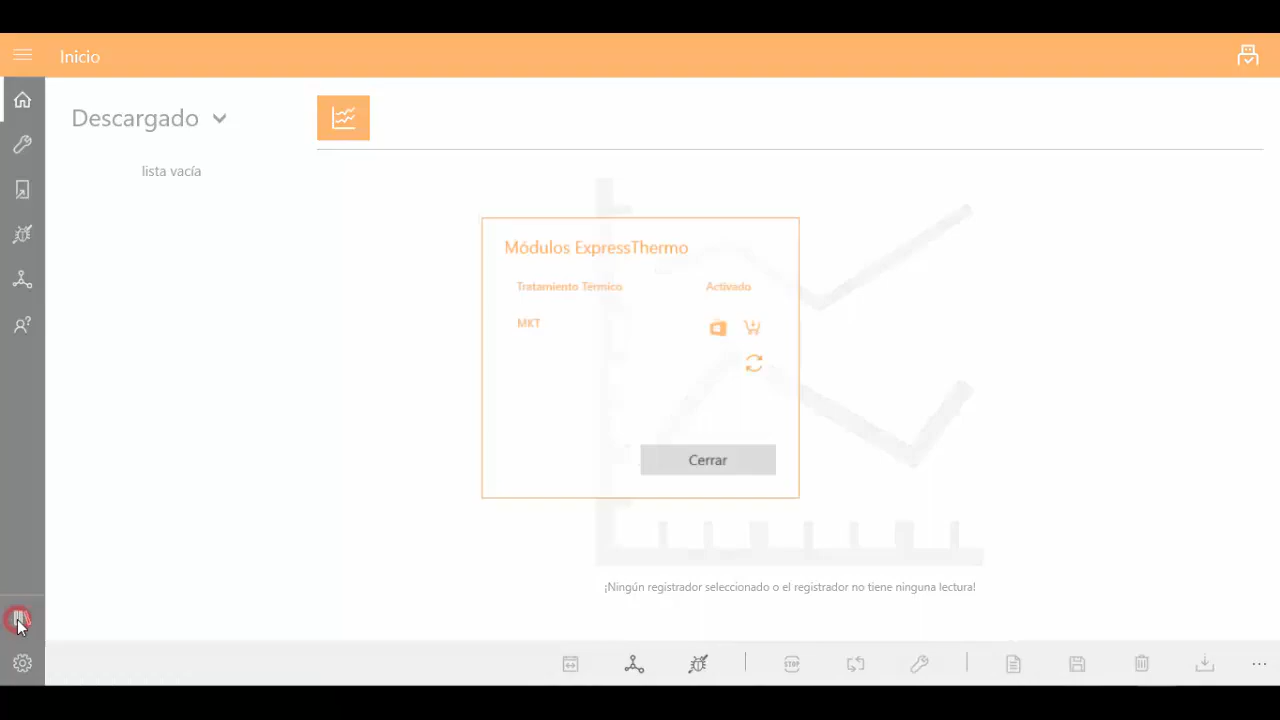 Inicio
Descargado
lista vacía
Módulos ExpressThermo
Tratamiento Térmico Activado
MKT
Cerrar
¡Ningún registrador seleccionado o el registrador no tiene ninguna lectura!
STOP